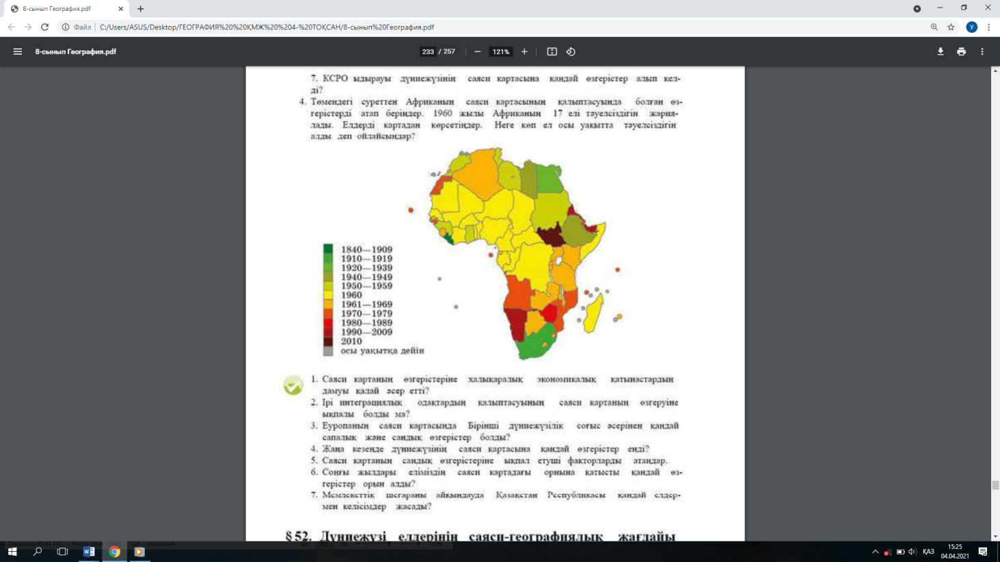 8-сынып География.pdf
Файл | C:/Users/ASUS/Desktop/ГЕОГРАФИЯ%20%20ҚМЖ%20%204-%20ТОҚСАН/8-сынып%20География.pdf
У
8-сынып География.pdf
233 / 257
121%
7. КСРО ыдырауы дүниежүзінің саяси картасына қандай өзгерістер алып кел-
ді?
4. Төмендегі суреттен Африканың саяси картасының қалыптасуында болған өз-
герістерді атап беріңдер. 1960 жылы Африканың 17 елі тәуелсіздігін жария-
лады. Елдерді картадан көрсетіңдер. Неге көп ел осы уақытта тәуелсіздігін
алды деп ойлайсыңдар?
1840—1909
1910—1919
1920—1939
1940—1949
1950—1959
1960
1961—1969
1970—1979
1980—1989
1990—2009
2010
осы уақытқа дейін
1. Саяси картаның өзгерістеріне халықаралық экономикалық қатынастардың
дамуы қалай әсер етті?
2. Ірі интеграциялық одақтардың қалыптасуының саяси картаның өзгеруіне
ықпалы болды ма?
3. Еуропаның саяси картасында Бірінші дүниежүзілік соғыс әсерінен қандай
сапалық және сандық өзгерістер болды?
4. Жаңа кезеңде дүниежүзінің саяси картасына қандай өзгерістер енді?
5. Саяси картаның сандық өзгерістеріне ықпал етуші факторларды атаңдар.
6. Соңғы жылдары еліміздің саяси картадағы орнына қатысты қандай өз-
герістер орын алды?
7. Мемлекеттік шегараны айқындауда Қазақстан Республикасы қандай елдер-
мен келісімдер жасады?
§ 52. Дүниежүзі елдерінің саяси-географиялық жағдайы
ҚАЗ
15:25
04.04.2021